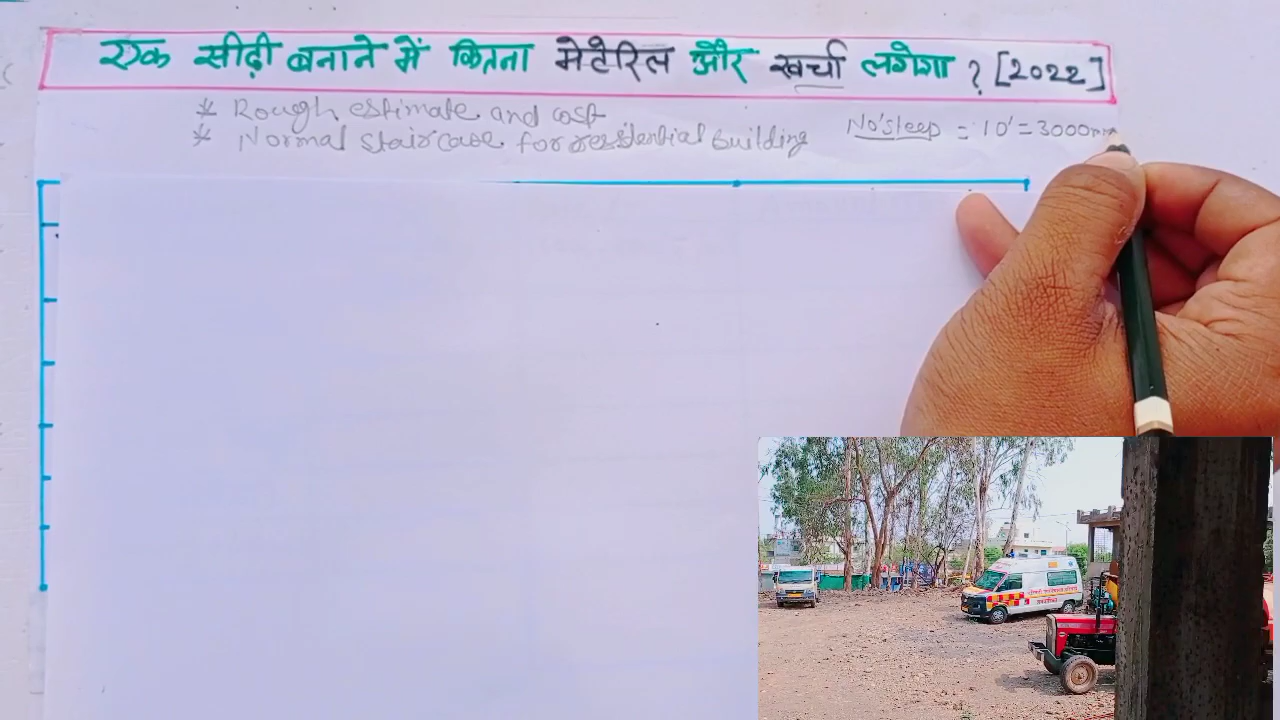 एक सीढ़ी बनाने में कितना मेटेरिल और खर्चा लगेगा ? [2022]
* Rough estimate and cost
* Normal staircase for residential building
No'sleep = 10' = 3000mm